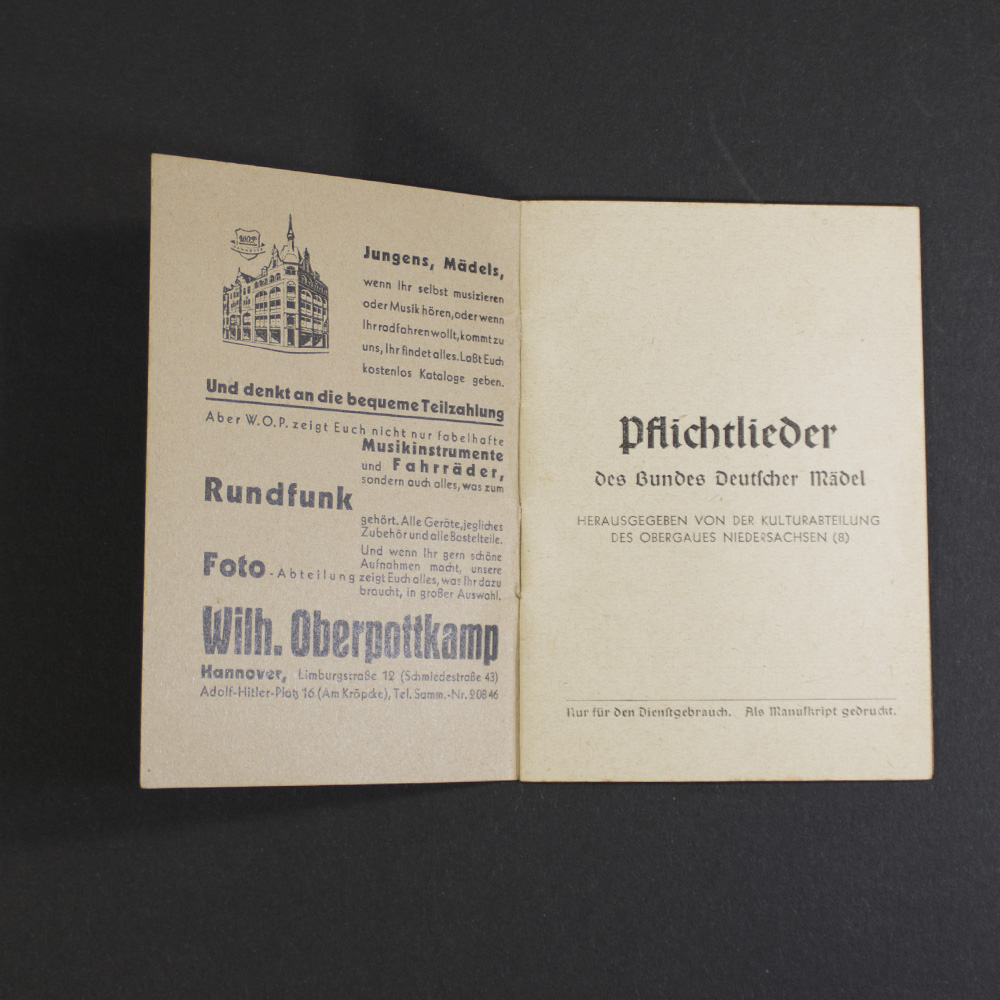 Jungens, Mädels,
wenn Ihr selbst musizieren
oder Musik hören, oder wenn
Ihr radfahren wollt, kommt zu
uns, Ihr findet alles. Laßt Euch
kostenlos Kataloge geben.
Und denkt an die bequeme Teilzahlung
Aber W.O.P. zeigt Euch nicht nur fabelhafte
Musikinstrumente
und Fahrräder,
sondern auch alles, was zum
Rundfunk
gehört. Alle Geräte, jegliches
Zubehör und alle Bastelteile.
Und wenn Ihr gern schöne
Aufnahmen macht, unsere
Foto-Abteilung zeigt Euch alles, was Ihr dazu
braucht, in großer Auswahl.
Wilh. Oberpottkamp
Hannover, Limburgstraße 12 (Schmiedestraße 43)
Adolf-Hitler-Platz 16 (Am Kröpcke), Tel. Samm.-Nr. 20846
Pflichtlieder
des Bundes Deutscher Mädel
HERAUSGEGEBEN VON DER KULTURABTEILUNG
DES OBERGAUES NIEDERSACHSEN (8)
Nur für den Dienstgebrauch. Als Manuskript gedruckt.